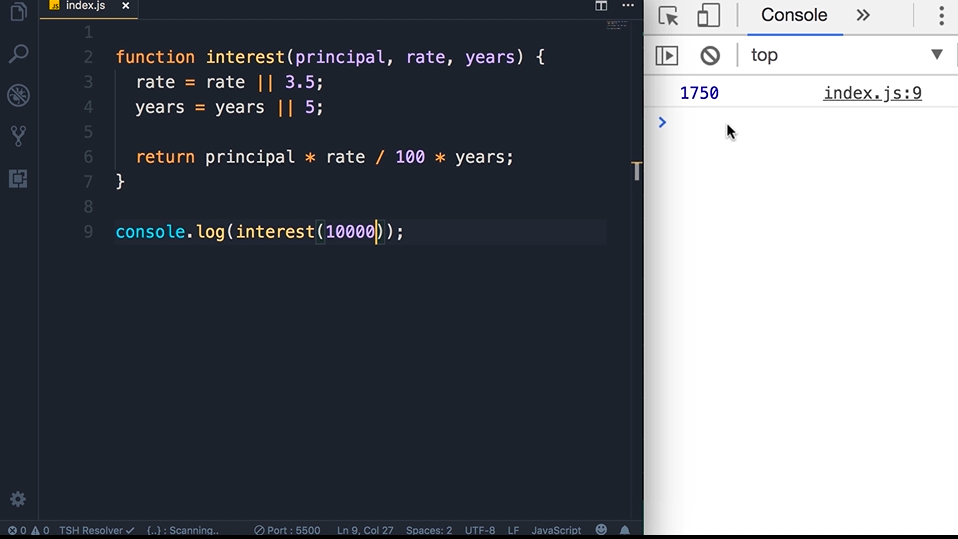 index.js ×
1
2 function interest(principal, rate, years) {
3 rate = rate || 3.5;
4 years = years || 5;
5
6 return principal * rate / 100 * years;
7 }
8
9 console.log(interest(10000));
0 0 TSH Resolver {..} : Scanning.. Port : 5500 Ln 9, Col 27 Spaces: 2 UTF-8 LF JavaScript
Console
top
1750 index.js:9
T